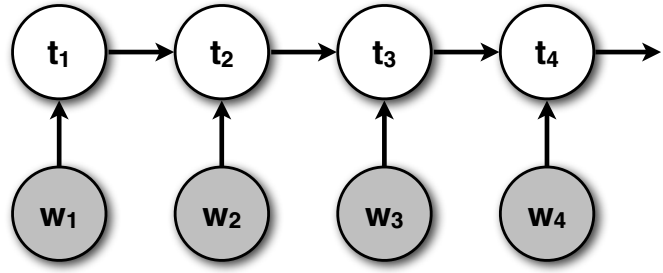 t₁ t₂ t₃ t₄
w₁ w₂ w₃ w₄